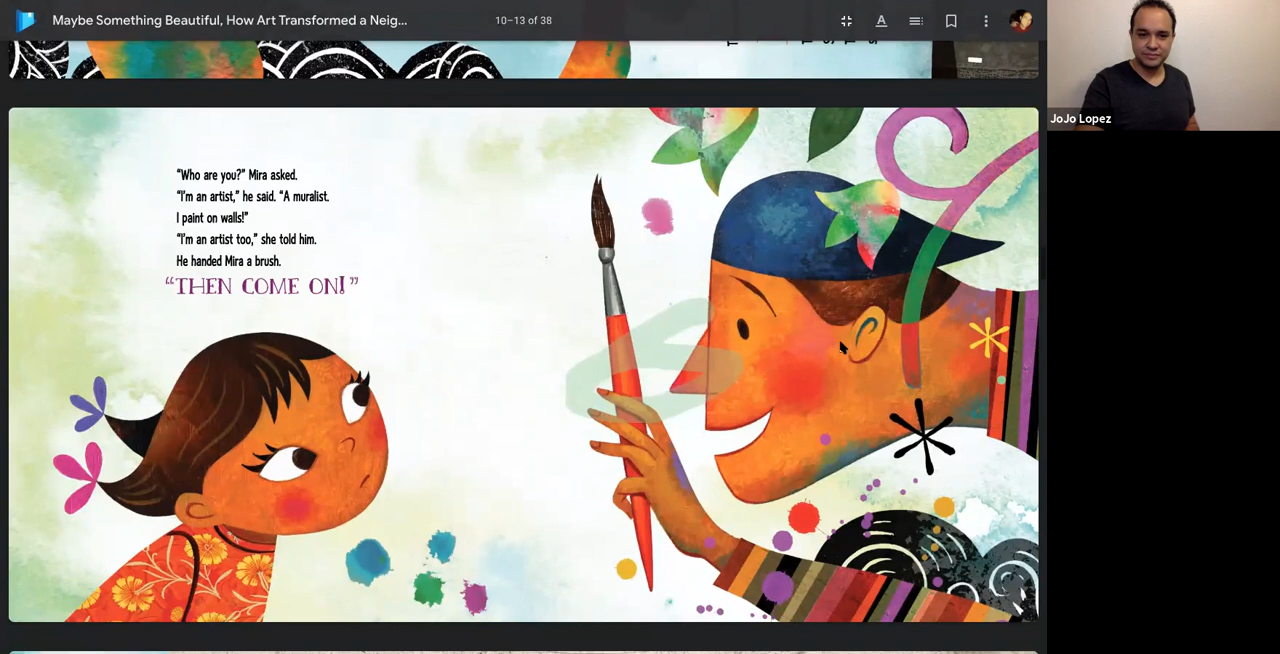 Maybe Something Beautiful, How Art Transformed a Neig...
10–13 of 38
JoJo Lopez
“Who are you?” Mira asked.
“I’m an artist,” he said. “A muralist.
I paint on walls!”
“I’m an artist too,” she told him.
He handed Mira a brush.
“THEN COME ON!”